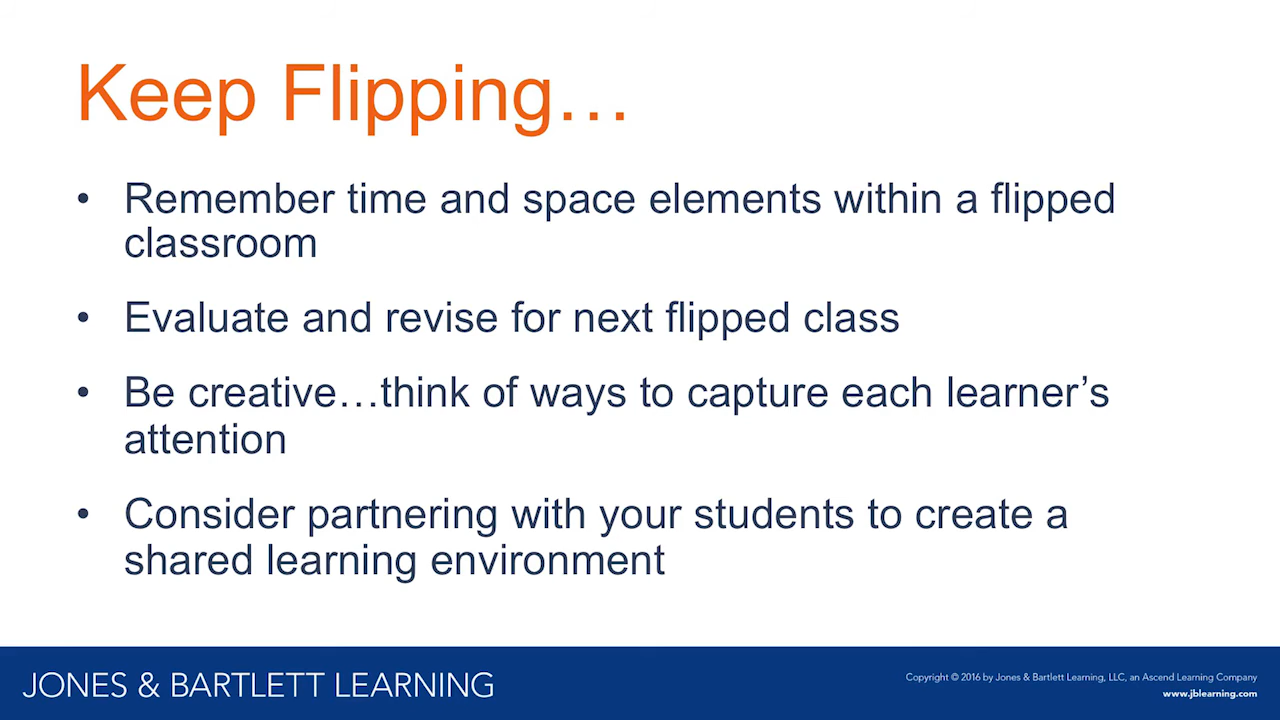 Keep Flipping…
• Remember time and space elements within a flipped
classroom
• Evaluate and revise for next flipped class
• Be creative…think of ways to capture each learner’s
attention
• Consider partnering with your students to create a
shared learning environment
JONES & BARTLETT LEARNING
Copyright © 2016 by Jones & Bartlett Learning, LLC, an Ascend Learning Company
www.jblearning.com